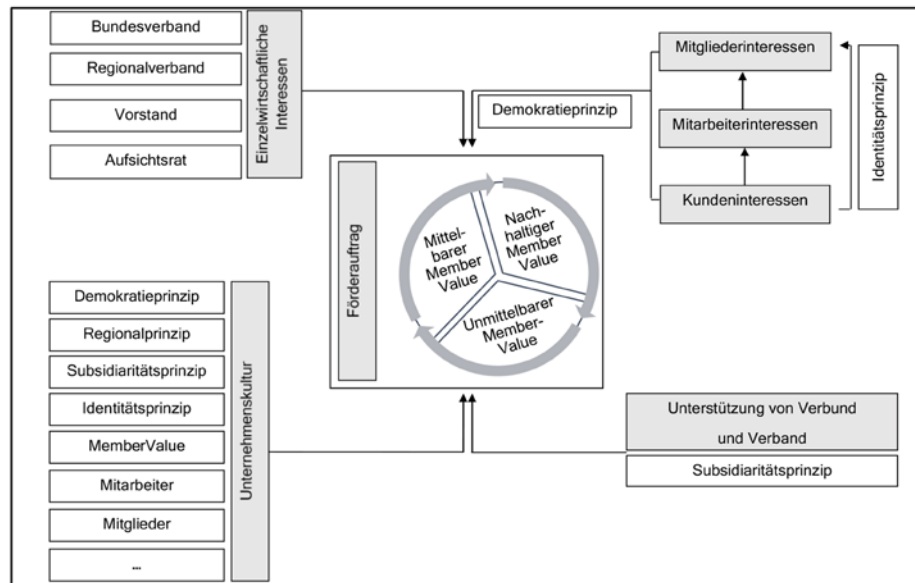 Bundesverband
Regionalverband
Vorstand
Aufsichtsrat
Einzelwirtschaftliche
Interessen
Demokratieprinzip
Mitgliederinteressen
Mitarbeiterinteressen
Kundeninteressen
Identitätsprinzip
Förderauftrag
Mittel-
barer
Member
Value
Nach-
haltiger
Member
Value
Unmittelbarer
Member-
Value
Demokratieprinzip
Regionalprinzip
Subsidiaritätsprinzip
Identitätsprinzip
MemberValue
Mitarbeiter
Mitglieder
...
Unternehmenskultur
Unterstützung von Verbund
und Verband
Subsidiaritätsprinzip